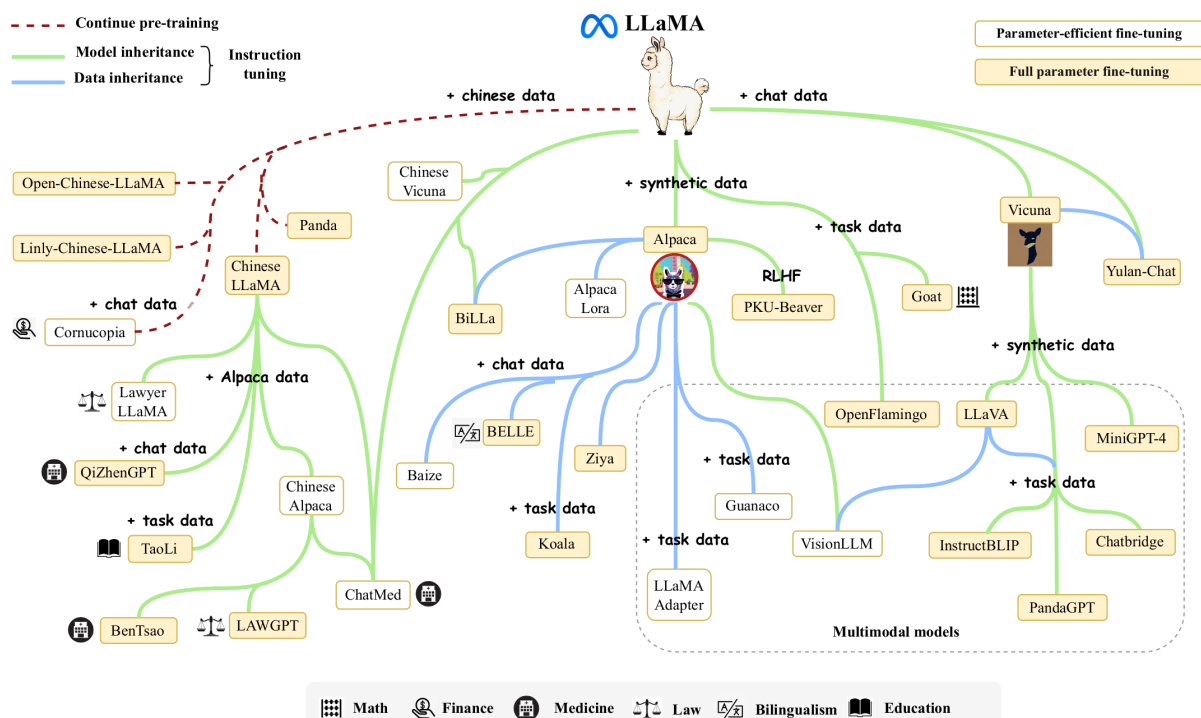 LLaMA
Continue pre-training
Model inheritance
Data inheritance
Instruction
tuning
Parameter-efficient fine-tuning
Full parameter fine-tuning
+ chinese data
+ chat data
Chinese
Vicuna
+ synthetic data
Open-Chinese-LLaMA
Panda
Vicuna
+ task data
Alpaca
Linly-Chinese-LLaMA
Chinese
LLaMA
Yulan-Chat
RLHF
Alpaca
Lora
PKU-Beaver
Goat
+ chat data
BiLLa
Cornucopia
+ synthetic data
+ chat data
+ Alpaca data
Lawyer
LLaMA
OpenFlamingo
LLaVA
BELLE
MiniGPT-4
+ chat data
QiZhenGPT
Baize
Ziya
+ task data
+ task data
Chinese
Alpaca
Guanaco
+ task data
+ task data
TaoLi
Koala
+ task data
VisionLLM
InstructBLIP
Chatbridge
ChatMed
LLaMA
Adapter
PandaGPT
BenTsao
LAWGPT
Multimodal models
Math
Finance
Medicine
Law
Bilingualism
Education